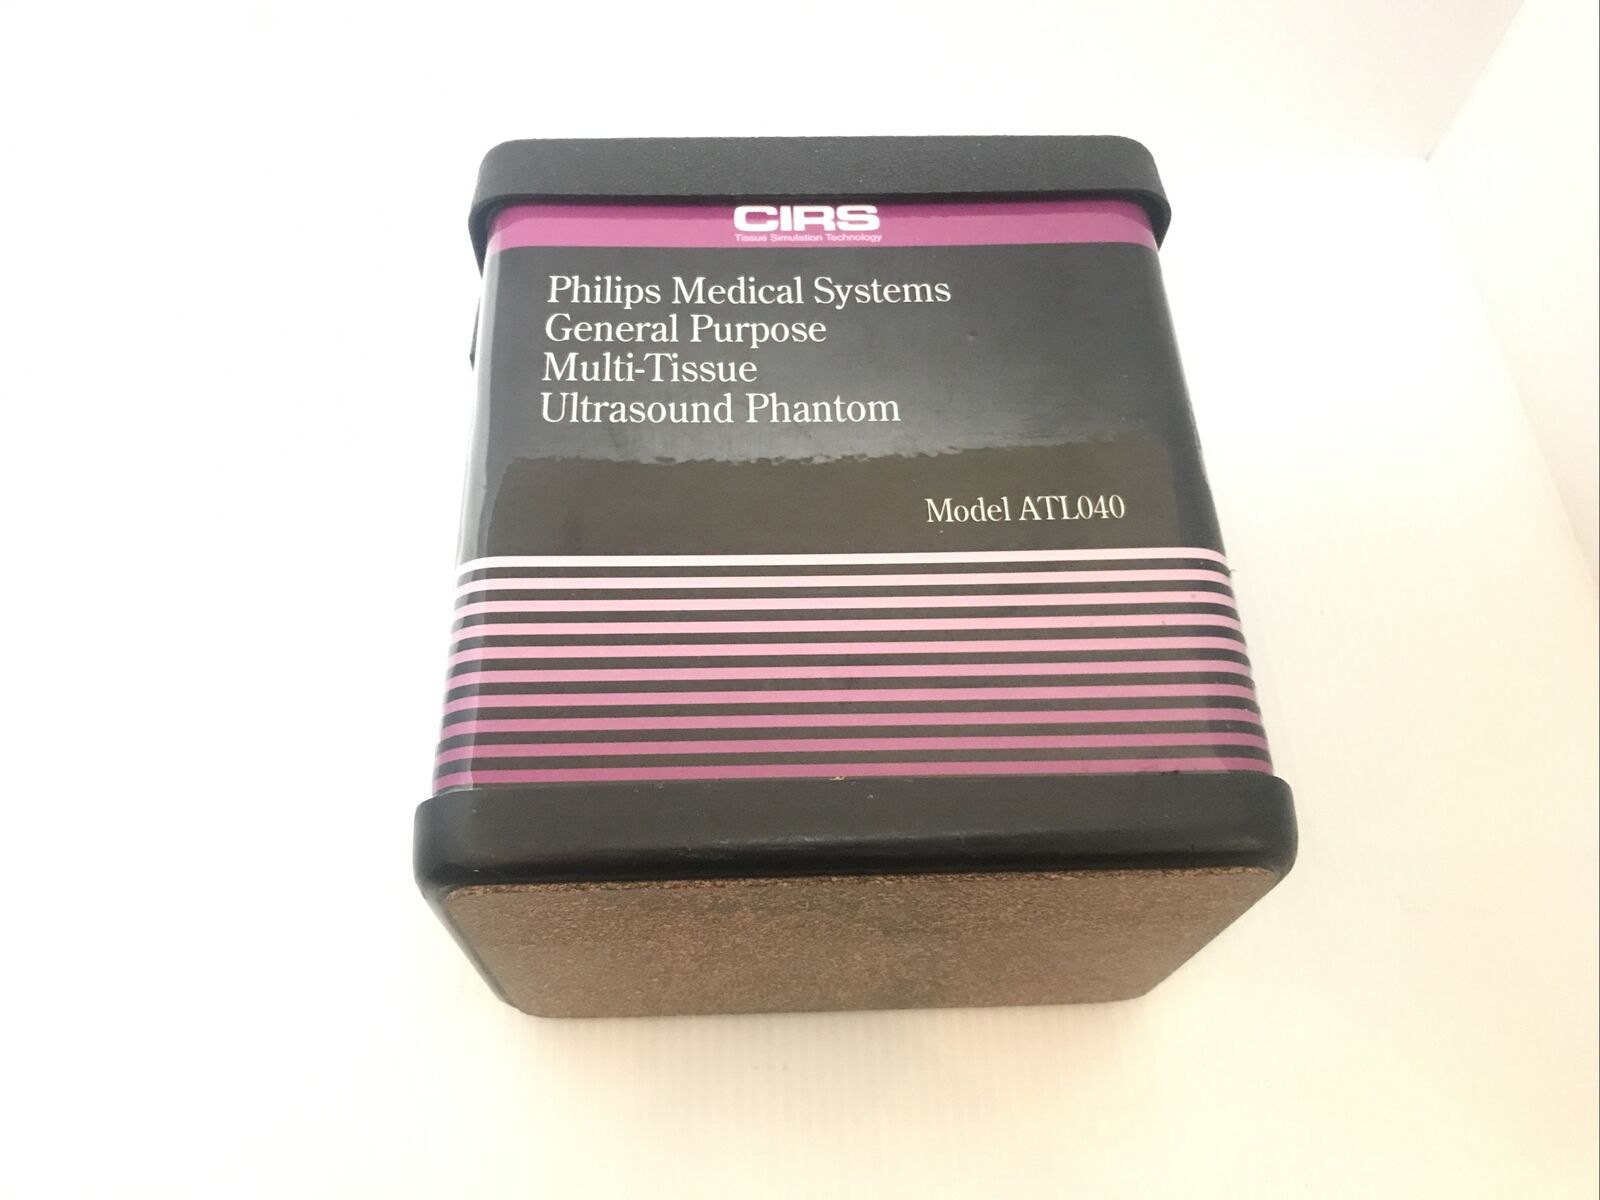 CIRS
Tissue Simulation Technology
Philips Medical Systems
General Purpose
Multi-Tissue
Ultrasound Phantom
Model ATL040